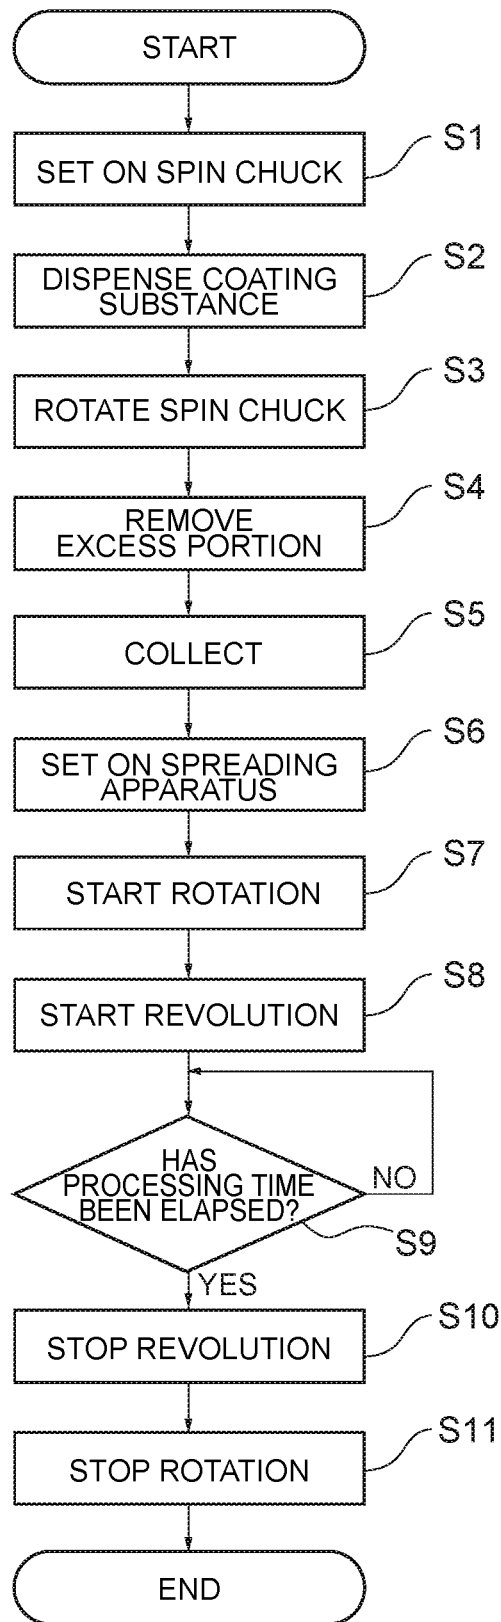 START
S1
SET ON SPIN CHUCK
S2
DISPENSE COATING
SUBSTANCE
S3
ROTATE SPIN CHUCK
S4
REMOVE
EXCESS PORTION
S5
COLLECT
S6
SET ON SPREADING
APPARATUS
S7
START ROTATION
S8
START REVOLUTION
HAS
PROCESSING TIME
BEEN ELAPSED?
NO
S9
YES
S10
STOP REVOLUTION
S11
STOP ROTATION
END